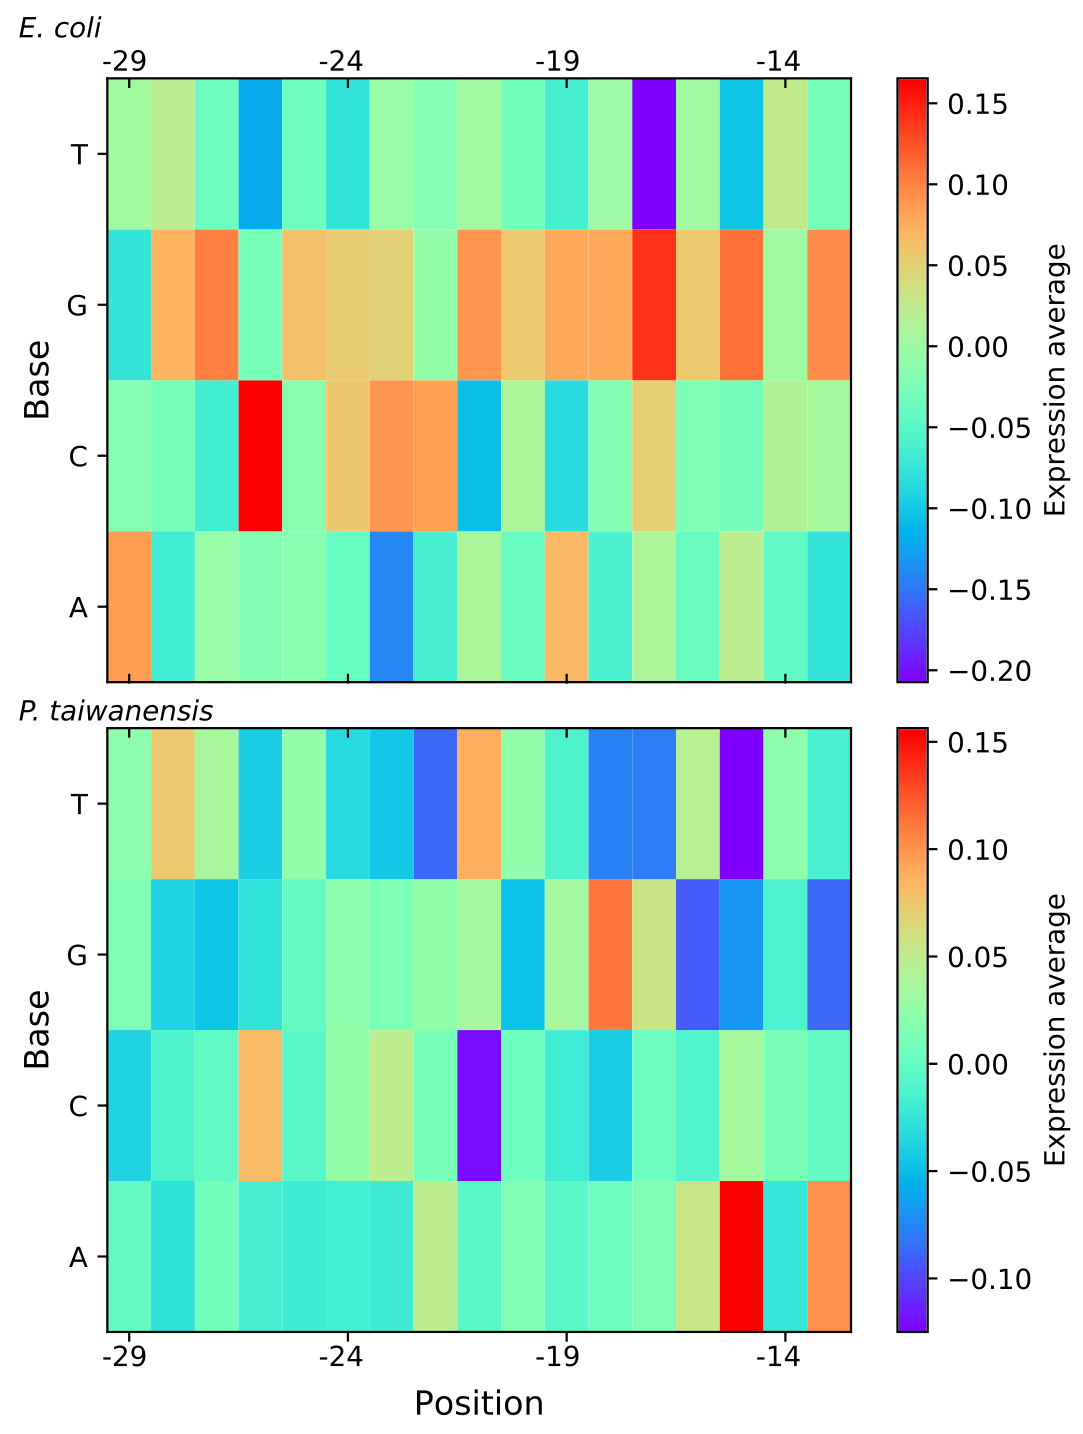 E. coli
-29 -24 -19 -14
T
G
C
A
Base
0.15
0.10
0.05
0.00
−0.05
−0.10
−0.15
−0.20
Expression average
P. taiwanensis
T
G
C
A
Base
0.15
0.10
0.05
0.00
−0.05
−0.10
Expression average
-29 -24 -19 -14
Position